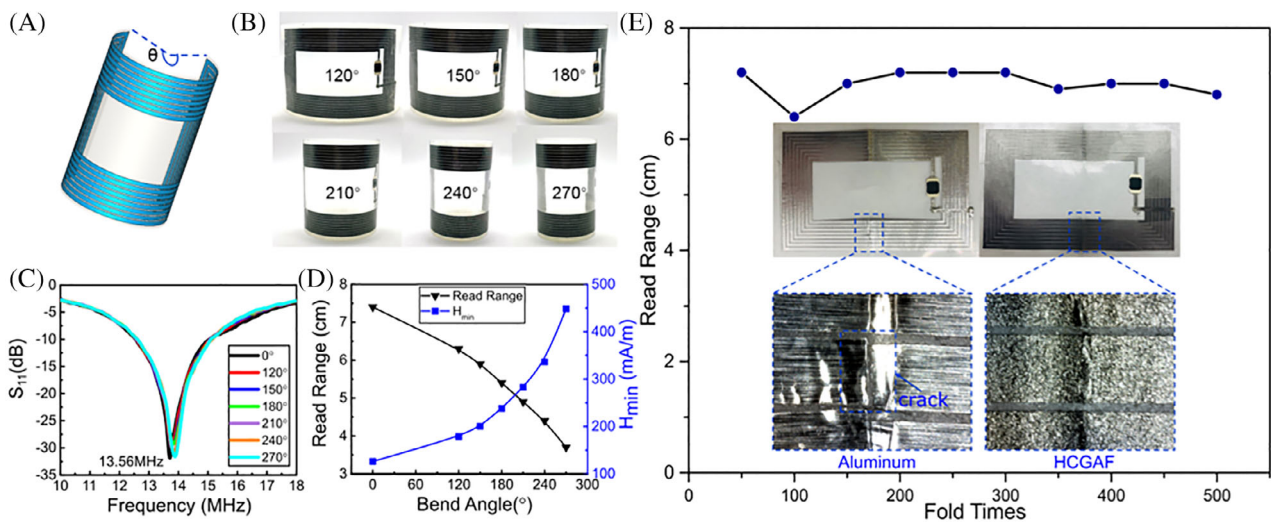 (A)
θ
(B)
120° 150° 180°
210° 240° 270°
(C)
0
-5
-10
-15
-20
-25
-30
-35
S11(dB)
0°
120°
150°
180°
210°
240°
270°
13.56MHz
10 11 12 13 14 15 16 17 18
Frequency (MHz)
(D)
8
7
6
5
4
3
Read Range (cm)
Read Range
Hmin
500
400
300
200
100
Hmin (mA/m)
0 60 120 180 240 300
Bend Angle(°)
(E)
8
6
4
2
0
Read Range (cm)
crack
Aluminum HCGAF
0 100 200 300 400 500
Fold Times